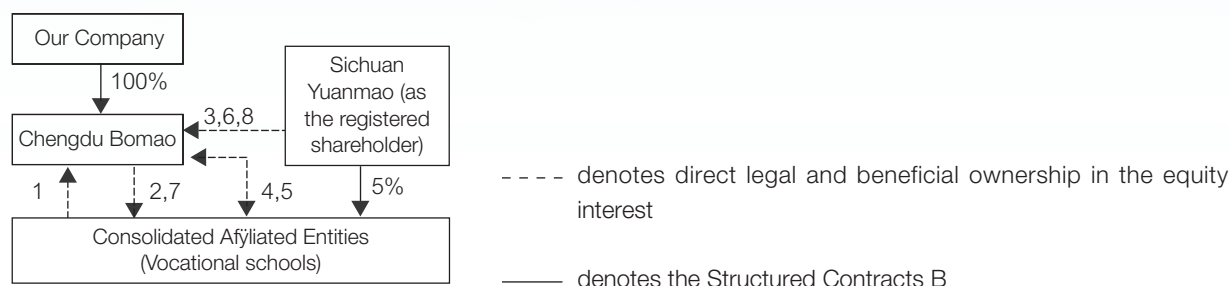 Our Company
100%
Sichuan
Yuanmao (as
the registered
shareholder)
Chengdu Bomao
3,6,8
1
2,7
4,5
5%
Consolidated Afÿliated Entities
(Vocational schools)
denotes direct legal and beneficial ownership in the equity
interest
denotes the Structured Contracts B